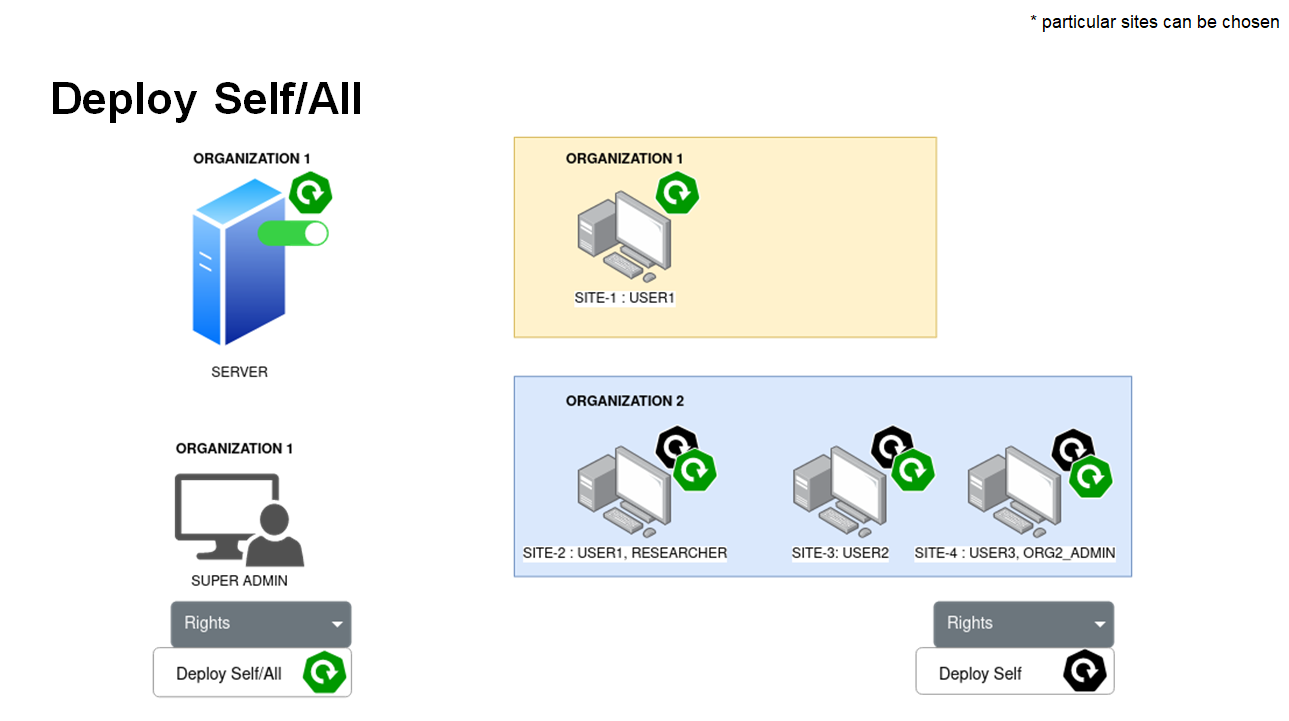 * particular sites can be chosen
Deploy Self/All
ORGANIZATION 1
SERVER
ORGANIZATION 1
SITE-1 : USER1
ORGANIZATION 2
SITE-2 : USER1, RESEARCHER
SITE-3: USER2
SITE-4 : USER3, ORG2_ADMIN
ORGANIZATION 1
SUPER ADMIN
Rights
Deploy Self/All
Rights
Deploy Self